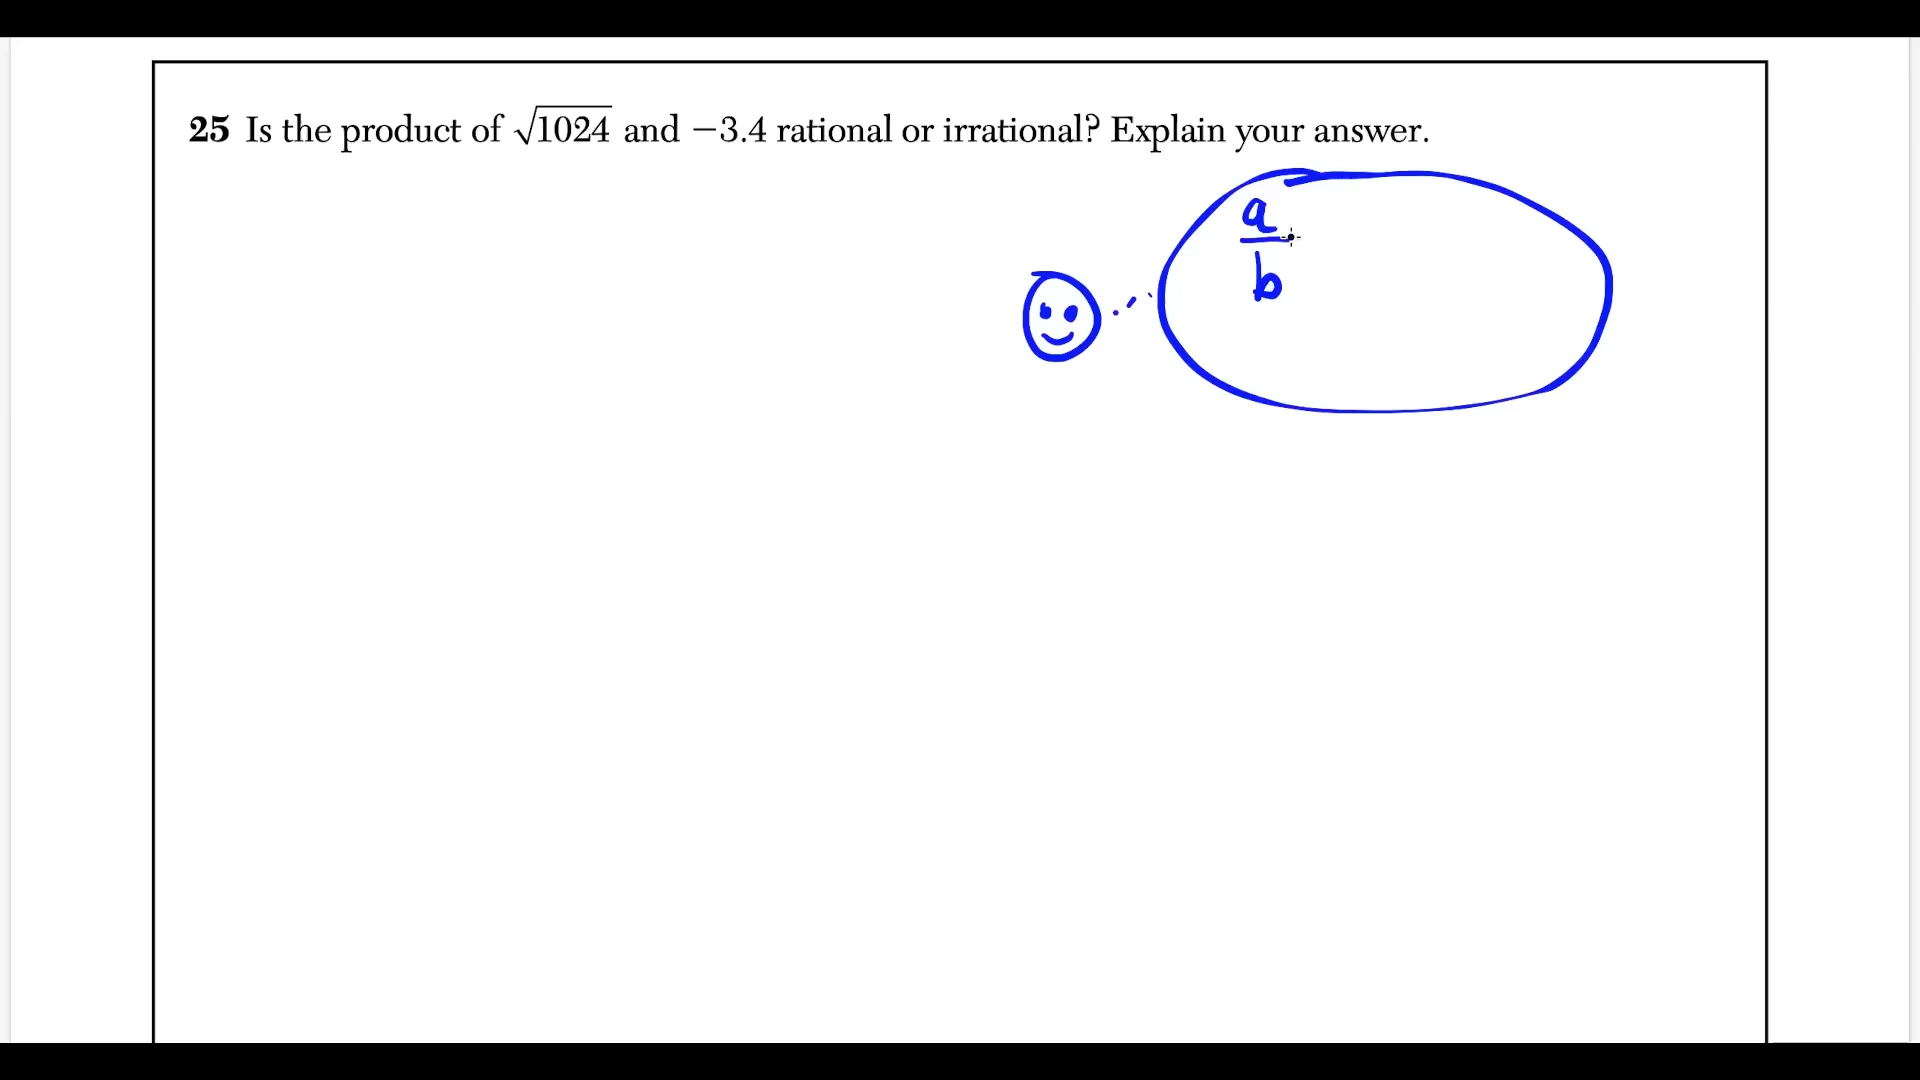 25 Is the product of √1024 and −3.4 rational or irrational? Explain your answer.
a
b